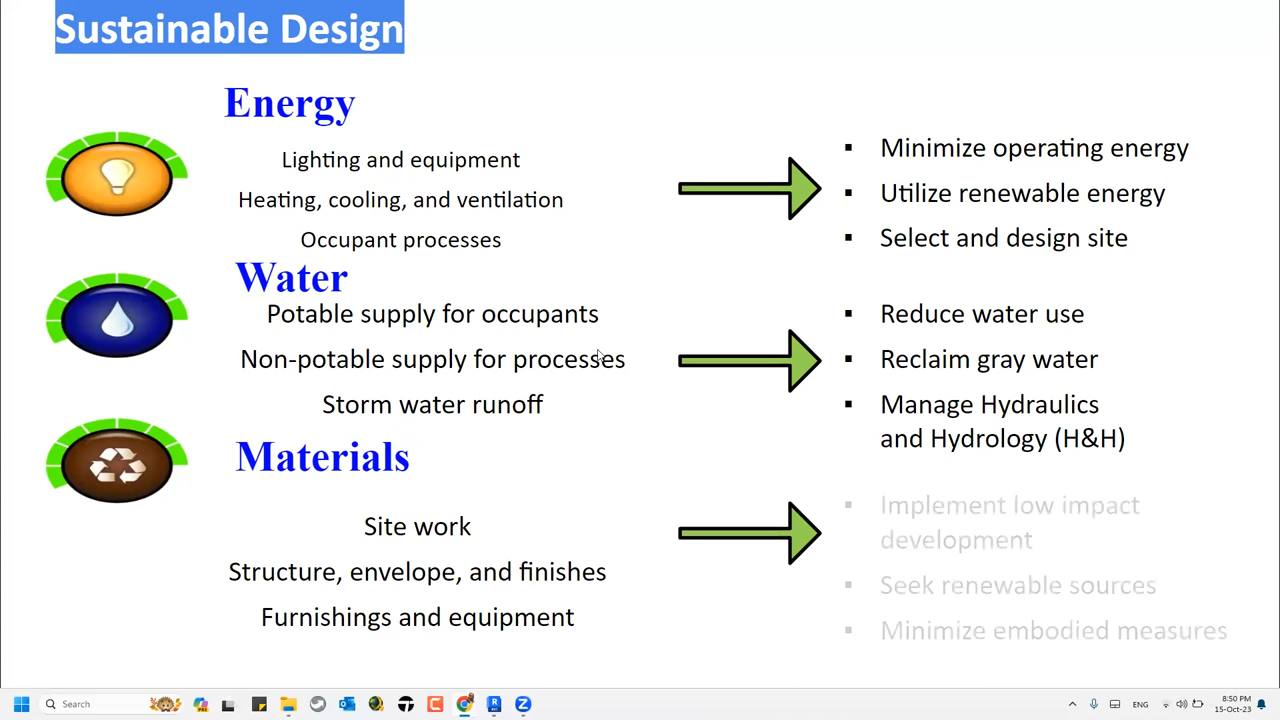 Sustainable Design
Energy
Lighting and equipment
Heating, cooling, and ventilation
Occupant processes
▪ Minimize operating energy
▪ Utilize renewable energy
▪ Select and design site
Water
Potable supply for occupants
Non-potable supply for processes
Storm water runoff
▪ Reduce water use
▪ Reclaim gray water
▪ Manage Hydraulics
and Hydrology (H&H)
Materials
Site work
Structure, envelope, and finishes
Furnishings and equipment
▪ Implement low impact
development
▪ Seek renewable sources
▪ Minimize embodied measures
Search
ENG
8:50 PM
15-Oct-23